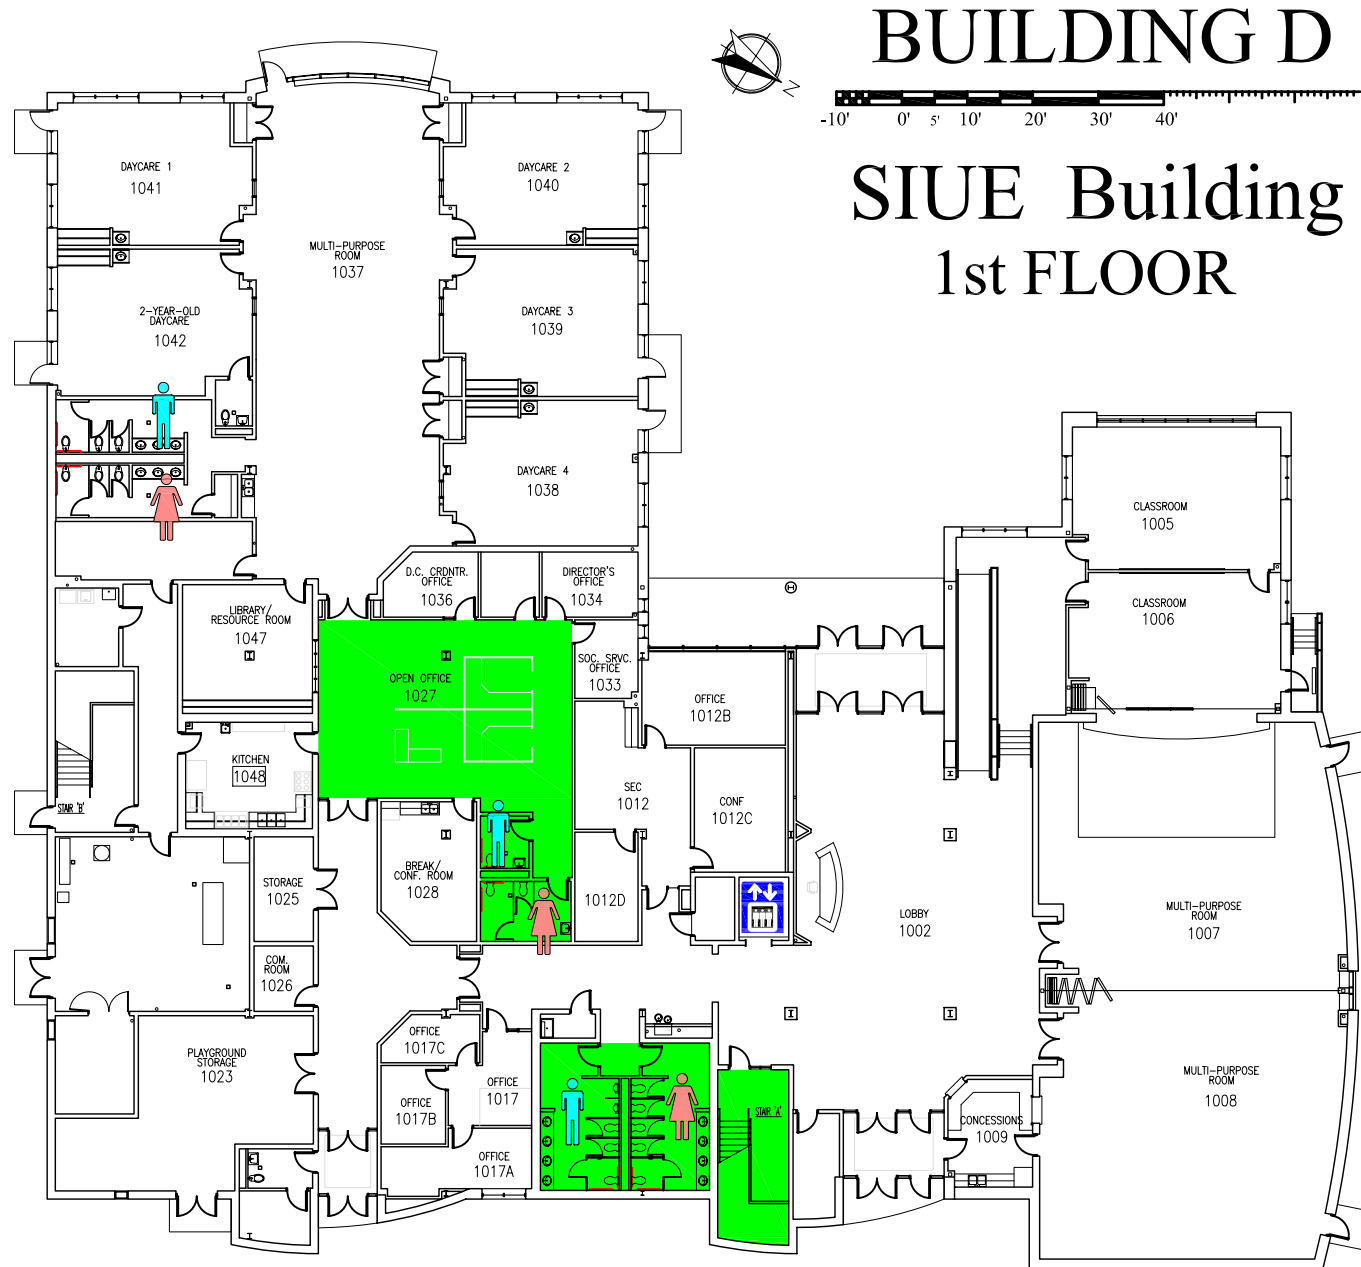 BUILDING D
N
-10' 0' 5' 10' 20' 30' 40'
SIUE Building
1st FLOOR
DAYCARE 1
1041
DAYCARE 2
1040
MULTI-PURPOSE
ROOM
1037
2-YEAR-OLD
DAYCARE
1042
DAYCARE 3
1039
DAYCARE 4
1038
CLASSROOM
1005
D.C. CRDNTR.
OFFICE
1036
DIRECTOR'S
OFFICE
1034
LIBRARY/
RESOURCE ROOM
1047
CLASSROOM
1006
OPEN OFFICE
1027
SOC. SRVC.
OFFICE
1033
OFFICE
1012B
KITCHEN
1048
SEC
1012
CONF
1012C
STAIR 'B'
BREAK/
CONF. ROOM
1028
STORAGE
1025
1012D
LOBBY
1002
MULTI-PURPOSE
ROOM
1007
COM.
ROOM
1026
OFFICE
1017C
PLAYGROUND
STORAGE
1023
OFFICE
1017
OFFICE
1017B
OFFICE
1017A
STAIR 'A'
CONCESSIONS
1009
MULTI-PURPOSE
ROOM
1008